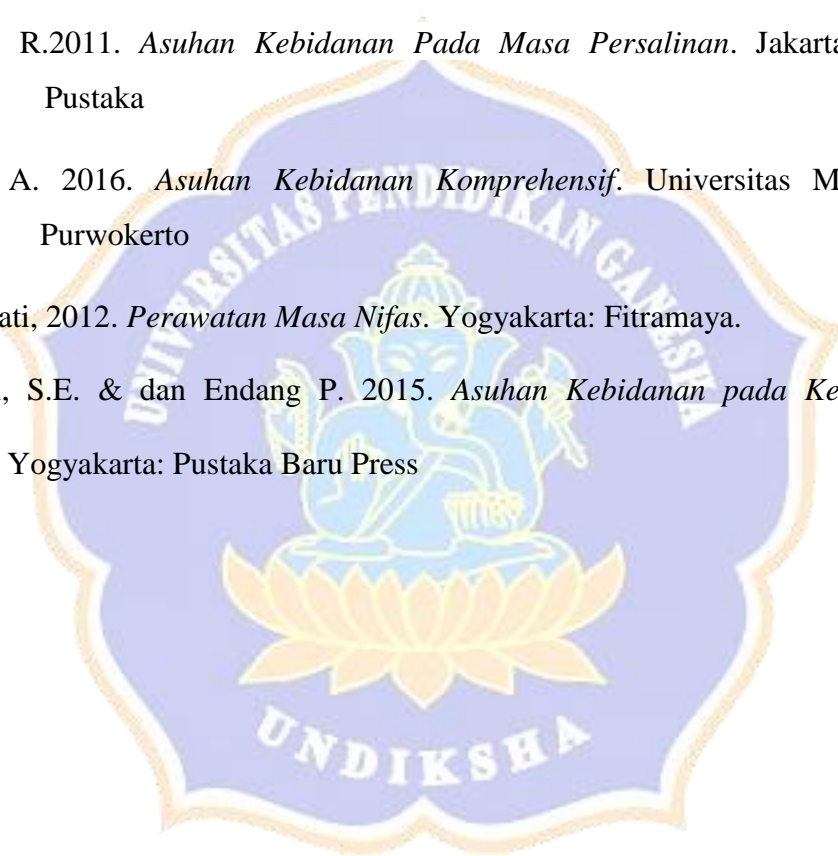 R.2011. Asuhan Kebidanan Pada Masa Persalinan. Jakarta
Pustaka
A. 2016. Asuhan Kebidanan Komprehensif. Universitas M
Purwokerto
ati, 2012. Perawatan Masa Nifas. Yogyakarta: Fitramaya.
, S.E. & dan Endang P. 2015. Asuhan Kebidanan pada Ke
Yogyakarta: Pustaka Baru Press
UNIVERSITAS PENDIDIKAN GANESHA
UNDIKSHA